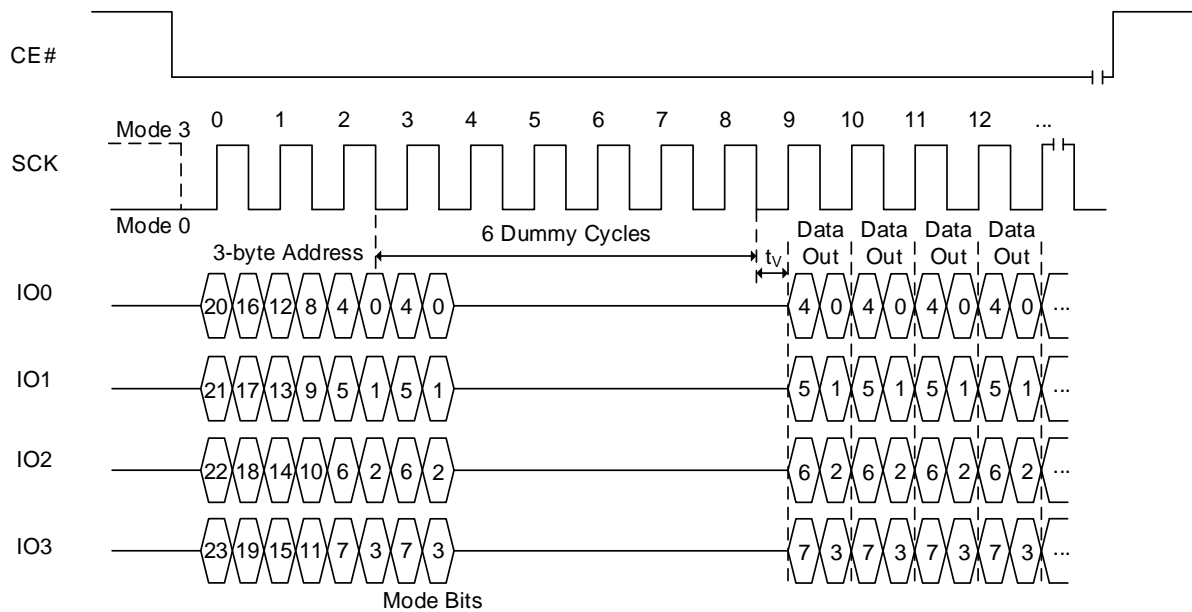 CE#
Mode 3
0 1 2 3 4 5 6 7 8 9 10 11 12 ...
SCK
Mode 0
3-byte Address
6 Dummy Cycles
tV
Data Out
Data Out
Data Out
Data Out
IO0
20 16 12 8 4 0 4 0
4 0 4 0 4 0 4 0 ...
IO1
21 17 13 9 5 1 5 1
5 1 5 1 5 1 5 1 ...
IO2
22 18 14 10 6 2 6 2
6 2 6 2 6 2 6 2 ...
IO3
23 19 15 11 7 3 7 3
7 3 7 3 7 3 7 3 ...
Mode Bits